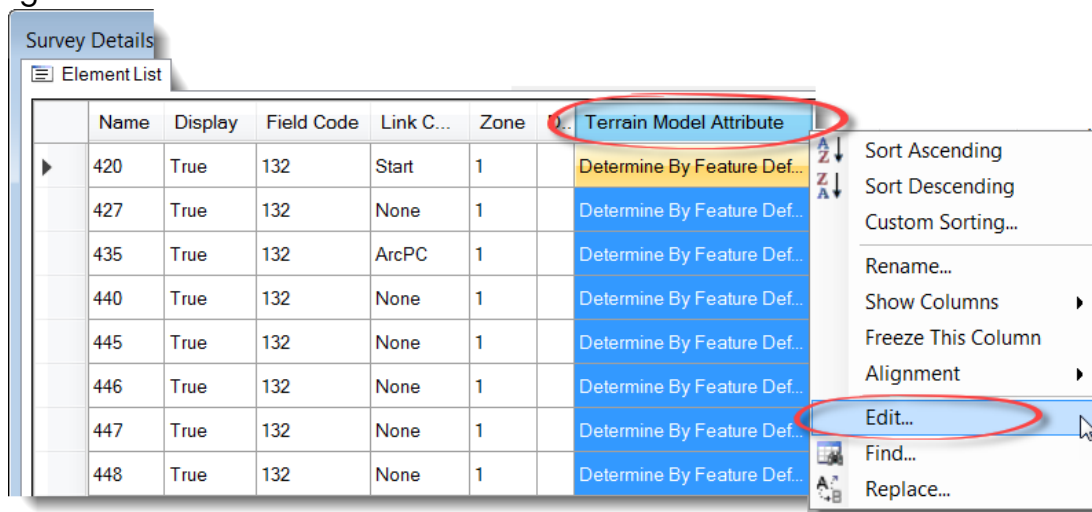 Survey Details
Element List
Name Display Field Code Link C... Zone D.. Terrain Model Attribute
420 True 132 Start 1 Determine By Feature Def...
427 True 132 None 1 Determine By Feature Def...
435 True 132 ArcPC 1 Determine By Feature Def...
440 True 132 None 1 Determine By Feature Def...
445 True 132 None 1 Determine By Feature Def...
446 True 132 None 1 Determine By Feature Def...
447 True 132 None 1 Determine By Feature Def...
448 True 132 None 1 Determine By Feature Def...
Sort Ascending
Sort Descending
Custom Sorting...
Rename...
Show Columns
Freeze This Column
Alignment
Edit...
Find...
Replace...